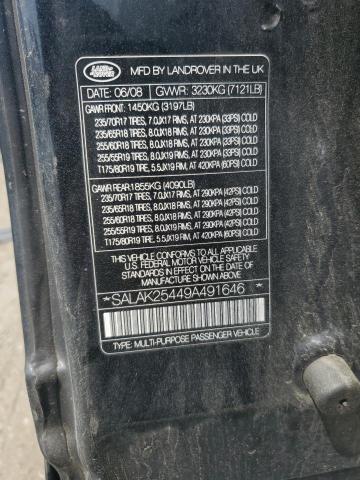 LAND ROVER
MFD BY LANDROVER IN THE UK
DATE: 06/08 GVWR: 3230KG (7121LB)
GAWR FRONT: 1450KG (3197LB)
235/70R17 TIRES, 7.0JX17 RIMS, AT 230KPA (33PSI) COLD
235/65R18 TIRES, 8.0JX18 RIMS, AT 230KPA (33PSI) COLD
255/60R18 TIRES, 8.0JX18 RIMS, AT 230KPA (33PSI) COLD
255/55R19 TIRES, 8.0JX19 RIMS, AT 230KPA (33PSI) COLD
T175/80R19 TIRE, 5.5JX19 RIM, AT 420KPA (60PSI) COLD
GAWR REAR:1855KG (4090LB)
235/70R17 TIRES, 7.0JX17 RIMS, AT 290KPA (42PSI) COLD
235/65R18 TIRES, 8.0JX18 RIMS, AT 290KPA (42PSI) COLD
255/60R18 TIRES, 8.0JX18 RIMS, AT 290KPA (42PSI) COLD
255/55R19 TIRES, 8.0JX19 RIMS, AT 290KPA (42PSI) COLD
T175/80R19 TIRE, 5.5JX19 RIM, AT 420KPA (60PSI) COLD
THIS VEHICLE CONFORMS TO ALL APPLICABLE
U.S. FEDERAL MOTOR VEHICLE SAFETY
STANDARDS IN EFFECT ON THE DATE OF
MANUFACTURE SHOWN ABOVE
*SALAK25449A491646*
TYPE: MULTI-PURPOSE PASSENGER VEHICLE